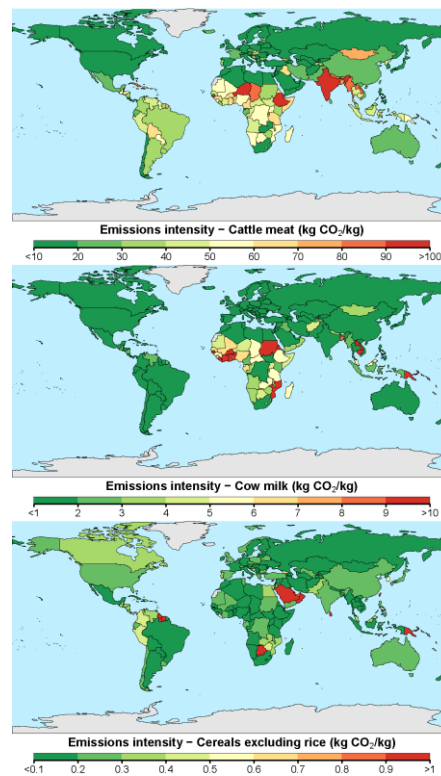 Emissions intensity − Cattle meat (kg CO2/kg)
<10 20 30 40 50 60 70 80 90 >100
Emissions intensity − Cow milk (kg CO2/kg)
<1 2 3 4 5 6 7 8 9 >10
Emissions intensity − Cereals excluding rice (kg CO2/kg)
<0.1 0.2 0.3 0.4 0.5 0.6 0.7 0.8 0.9 >1